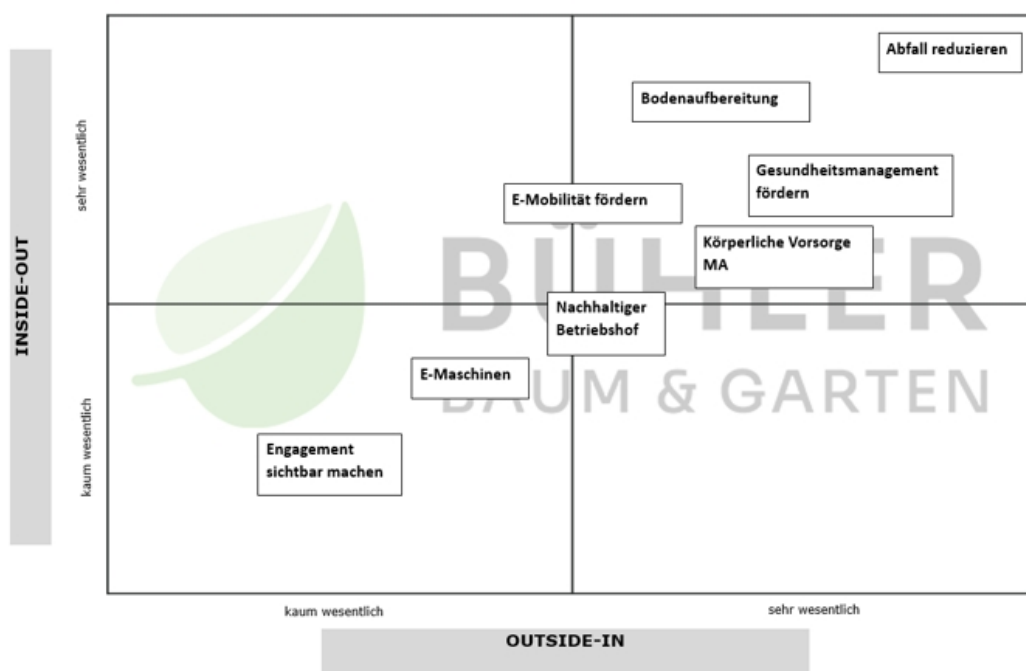 Abfall reduzieren
Bodenaufbereitung
sehr wesentlich
Gesundheitsmanagement
fördern
E-Mobilität fördern
Körperliche Vorsorge
MA
BÜHLER
INSIDE-OUT
Nachhaltiger
Betriebshof
E-Maschinen
BAUM & GARTEN
kaum wesentlich
Engagement
sichtbar machen
kaum wesentlich
sehr wesentlich
OUTSIDE-IN